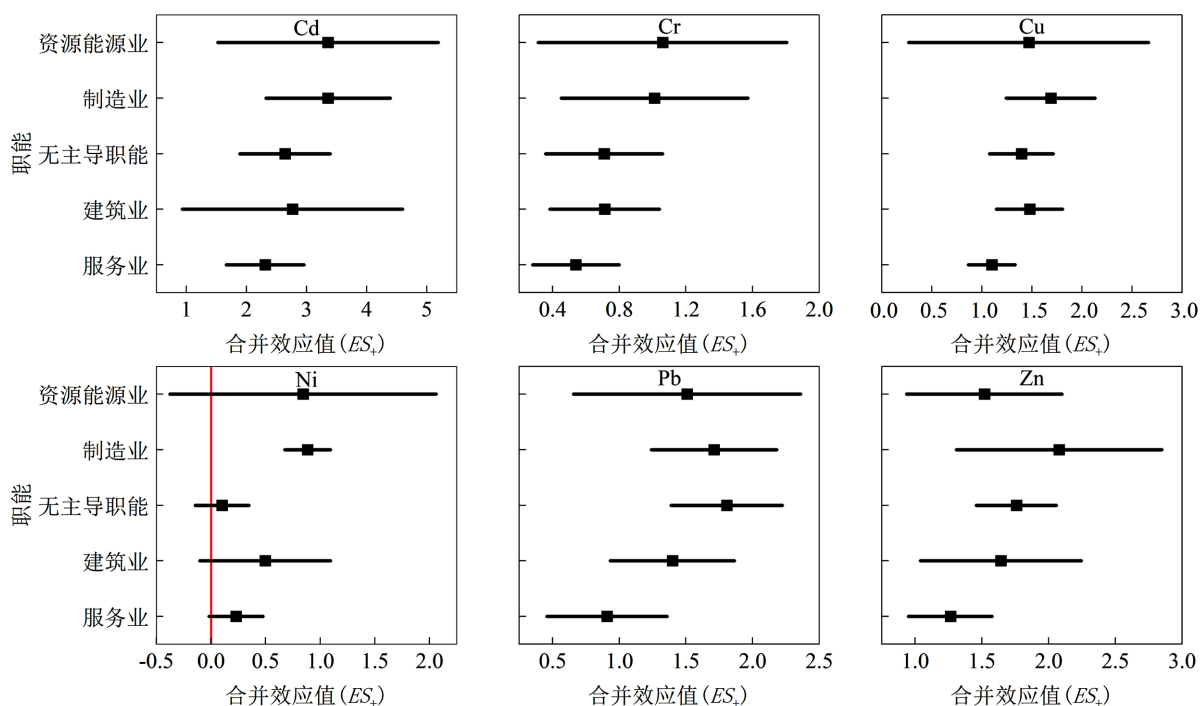 Cd
资源能源业
制造业
无主导职能
建筑业
服务业
职能
1 2 3 4 5
合并效应值(ES+)
Cr
0.4 0.8 1.2 1.6 2.0
合并效应值(ES+)
Cu
0.0 0.5 1.0 1.5 2.0 2.5 3.0
合并效应值(ES+)
Ni
资源能源业
制造业
无主导职能
建筑业
服务业
职能
-0.5 0.0 0.5 1.0 1.5 2.0
合并效应值(ES+)
Pb
0.5 1.0 1.5 2.0 2.5
合并效应值(ES+)
Zn
1.0 1.5 2.0 2.5 3.0
合并效应值(ES+)